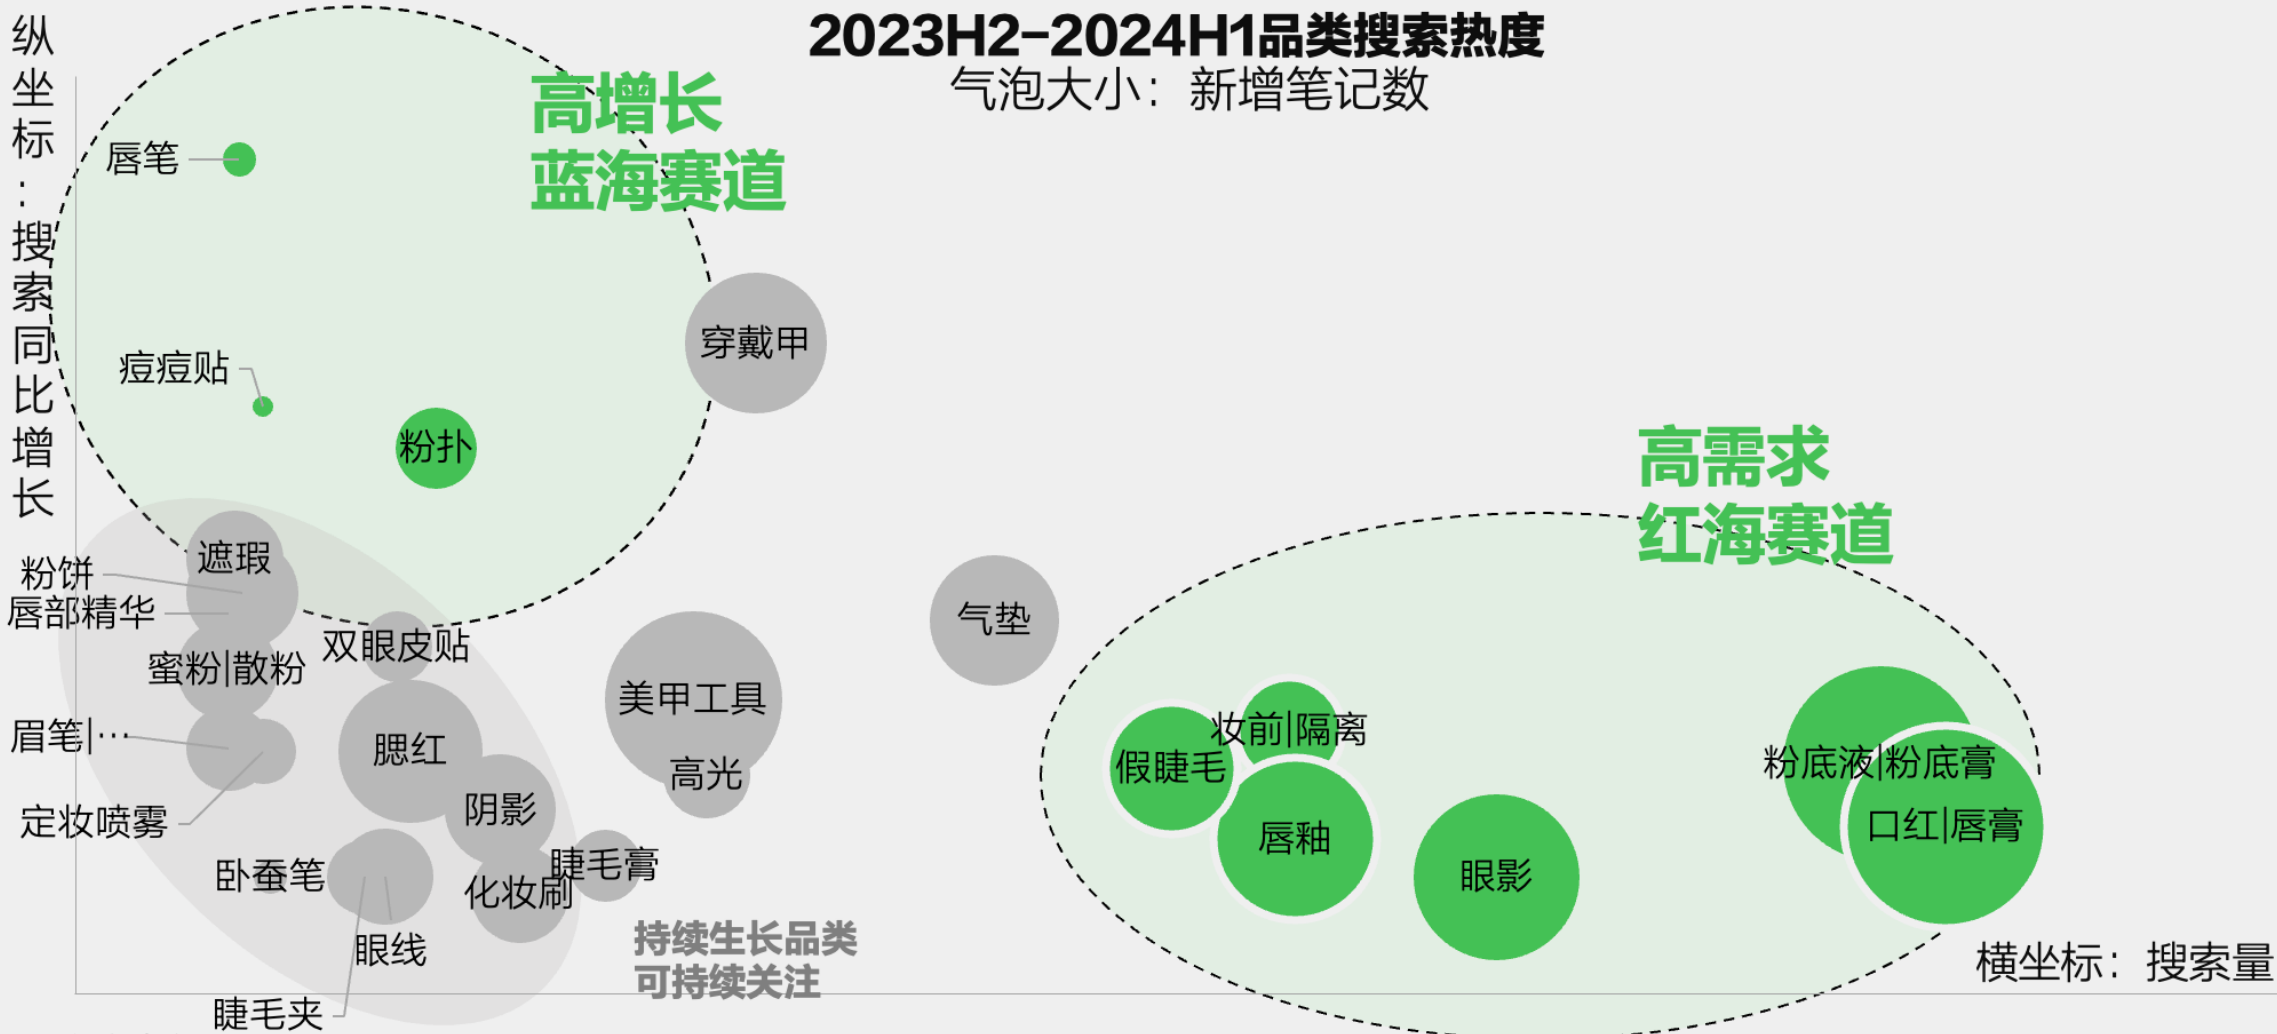 2023H2-2024H1品类搜索热度
气泡大小：新增笔记数
纵坐标：搜索同比增长
高增长
蓝海赛道
唇笔
穿戴甲
痘痘贴
粉扑
高需求
红海赛道
遮瑕
粉饼
唇部精华
气垫
双眼皮贴
蜜粉|散粉
美甲工具
妆前|隔离
眉笔|…
腮红
假睫毛
粉底液|粉底膏
高光
阴影
定妆喷雾
唇釉
口红|唇膏
睫毛膏
卧蚕笔
化妆刷
眼影
眼线
持续生长品类
可持续关注
横坐标：搜索量
睫毛夹